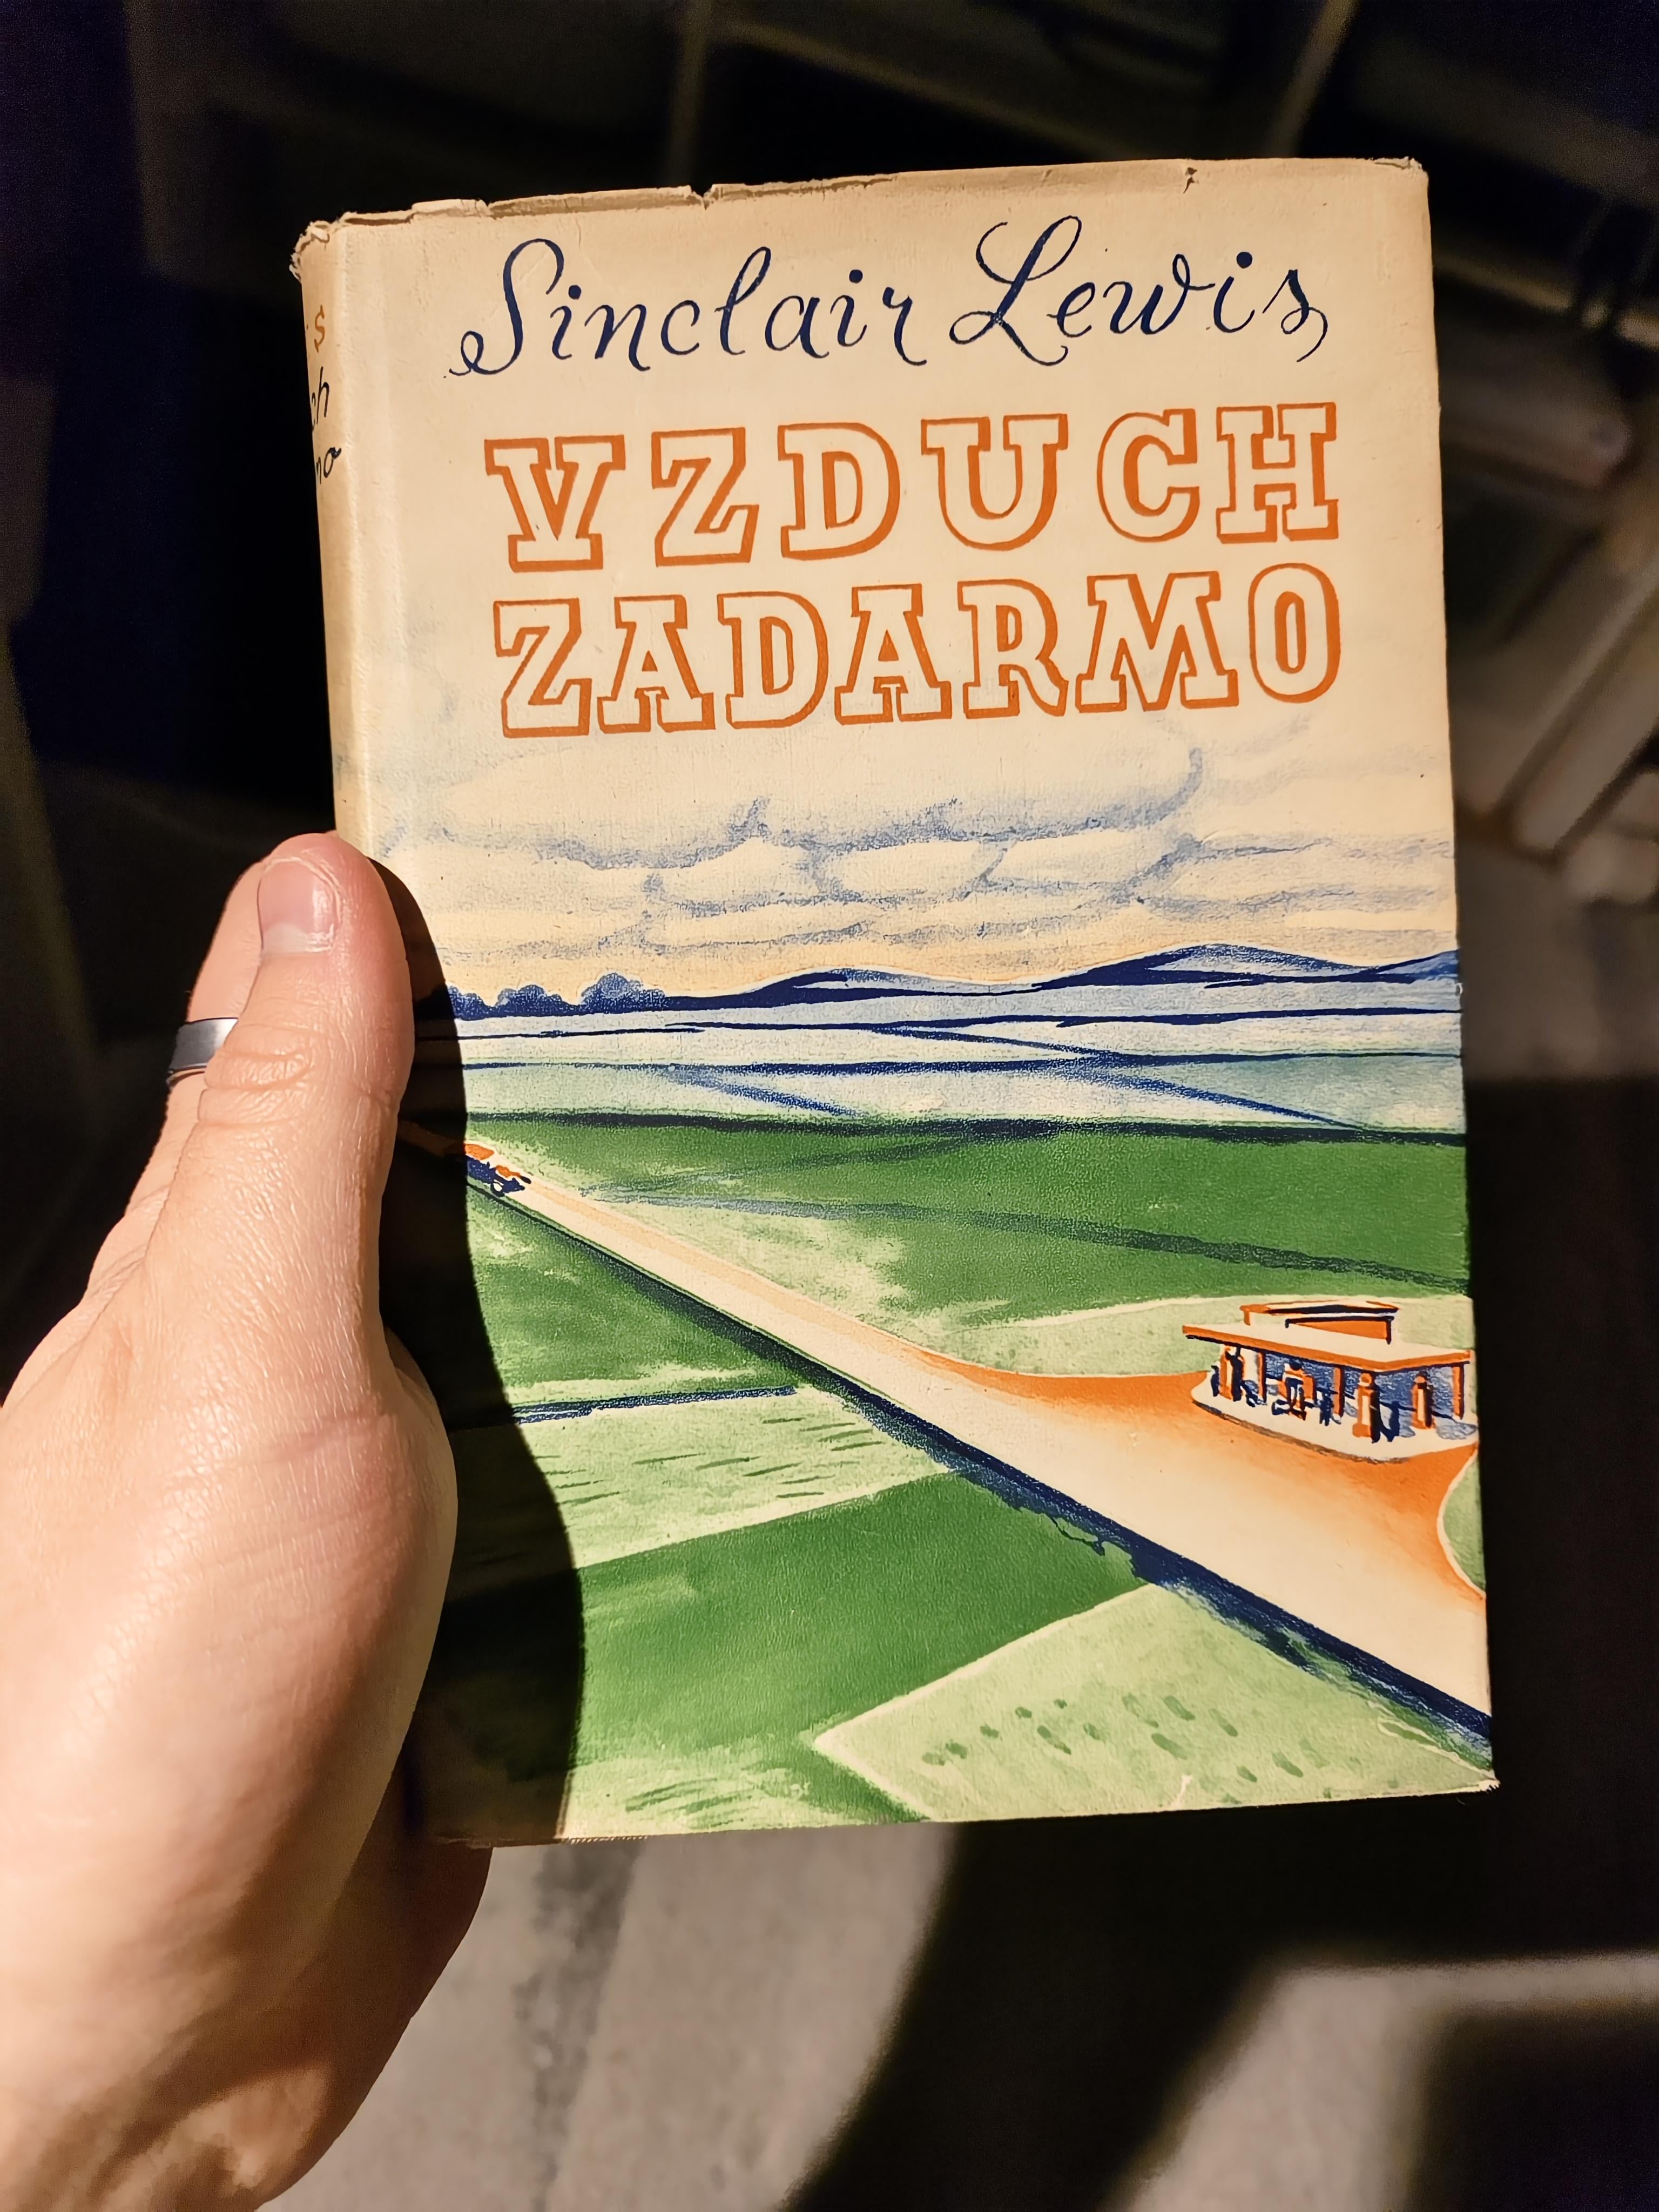 Sinclair Lewis
VZDUCH
ZADARMO